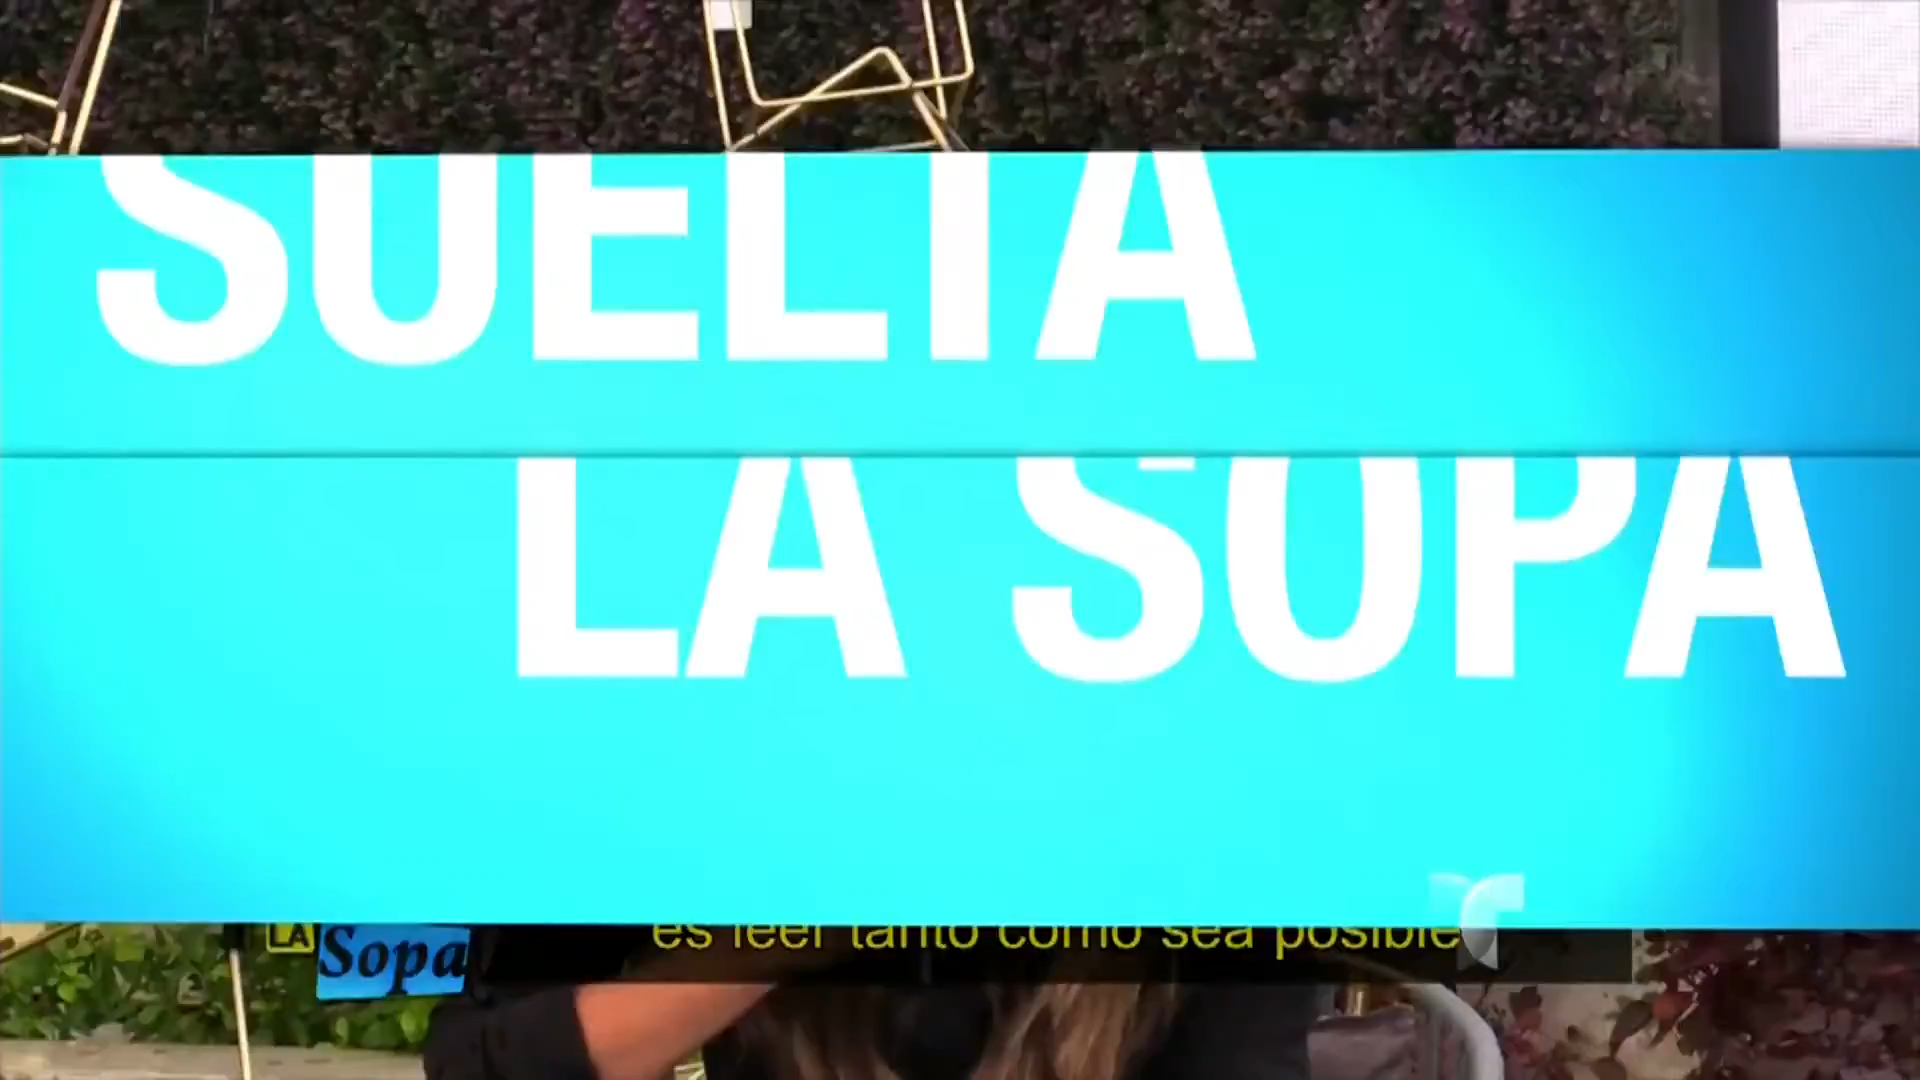 SUELTA
LA SOPA
LA
Sopa
es leer tanto como sea posible